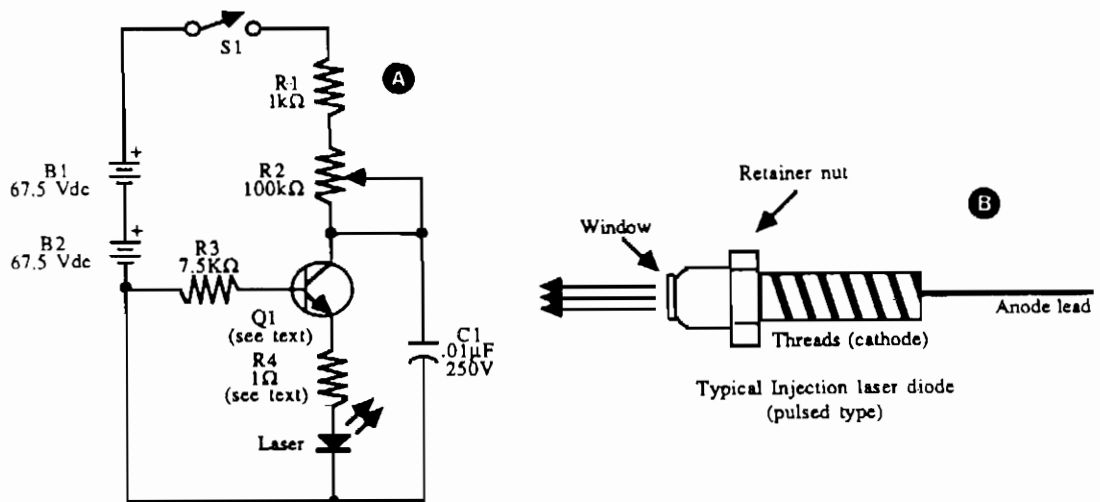 S1
A
R1
1kΩ
B1
67.5 Vdc
R2
100kΩ
B2
67.5 Vdc
R3
7.5KΩ
Q1
(see text)
R4
1Ω
(see text)
C1
.01µF
250V
Laser
+
+
Retainer nut
B
Window
Anode lead
Threads (cathode)
Typical Injection laser diode
(pulsed type)